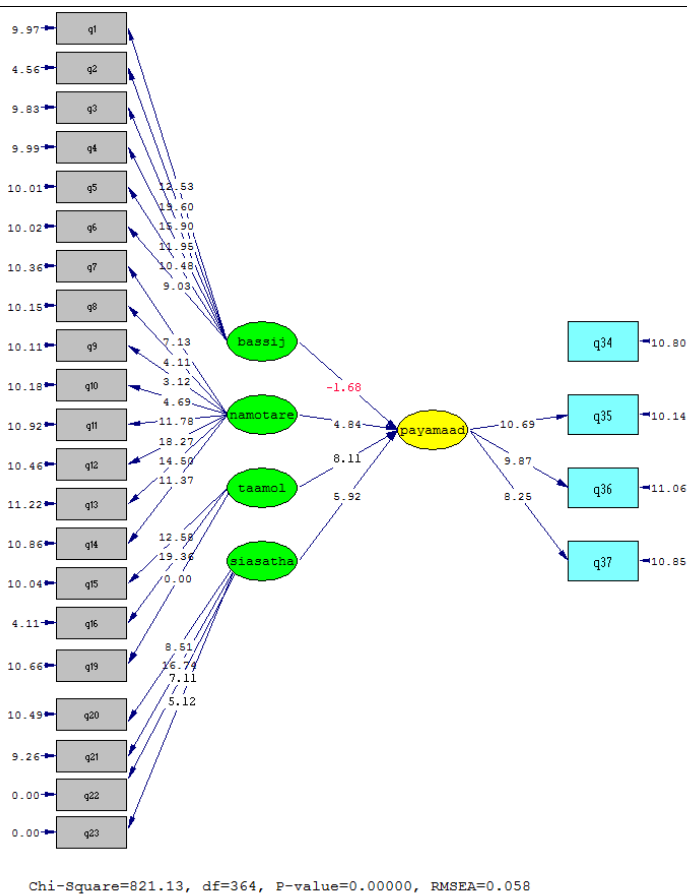 9.97 q1
4.56 q2
9.83 q3
9.99 q4
10.01 q5
10.02 q6
10.36 q7
10.15 q8
10.11 q9
10.18 q10
10.92 q11
10.46 q12
11.22 q13
10.86 q14
10.04 q15
4.11 q16
10.66 q19
10.49 q20
9.26 q21
0.00 q22
0.00 q23
12.53
19.60
15.90
11.95
10.48
9.03
7.13
4.11
3.12
4.69
11.78
18.27
14.50
11.37
12.58
19.36
0.00
8.51
16.74
7.11
5.12
bassij
namotare
taamol
siasatha
-1.68
4.84
8.11
5.92
payamaad
10.69
9.87
8.25
q34 10.80
q35 10.14
q36 11.06
q37 10.85
Chi-Square=821.13, df=364, P-value=0.00000, RMSEA=0.058